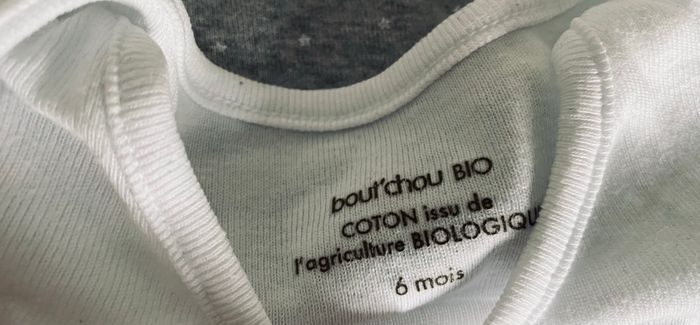 bout'chou BIO
COTON issu de
l'agriculture BIOLOGIQU
6 mois